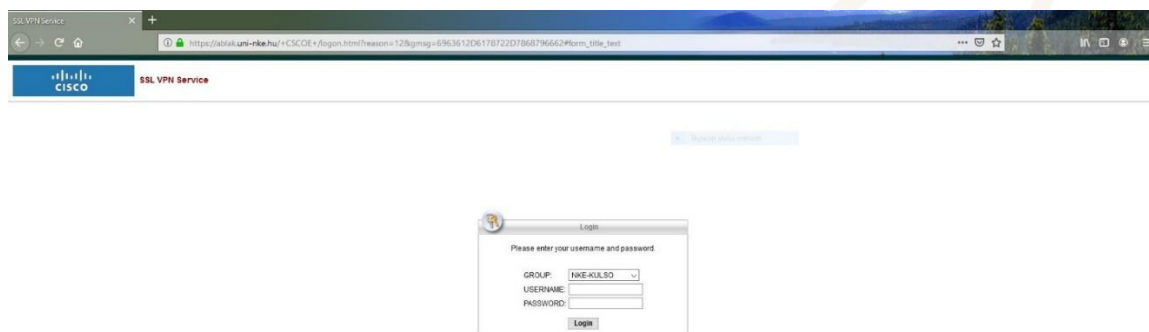 SSL VPN Service
https://ablak.uni-nke.hu/+CSCOE+/logon.html?reason=12&gmsg=6963612D6178722D7868796662#form_title_text
CISCO
SSL VPN Service
Login
Please enter your username and password.
GROUP: NKE-KULSO
USERNAME:
PASSWORD:
Login